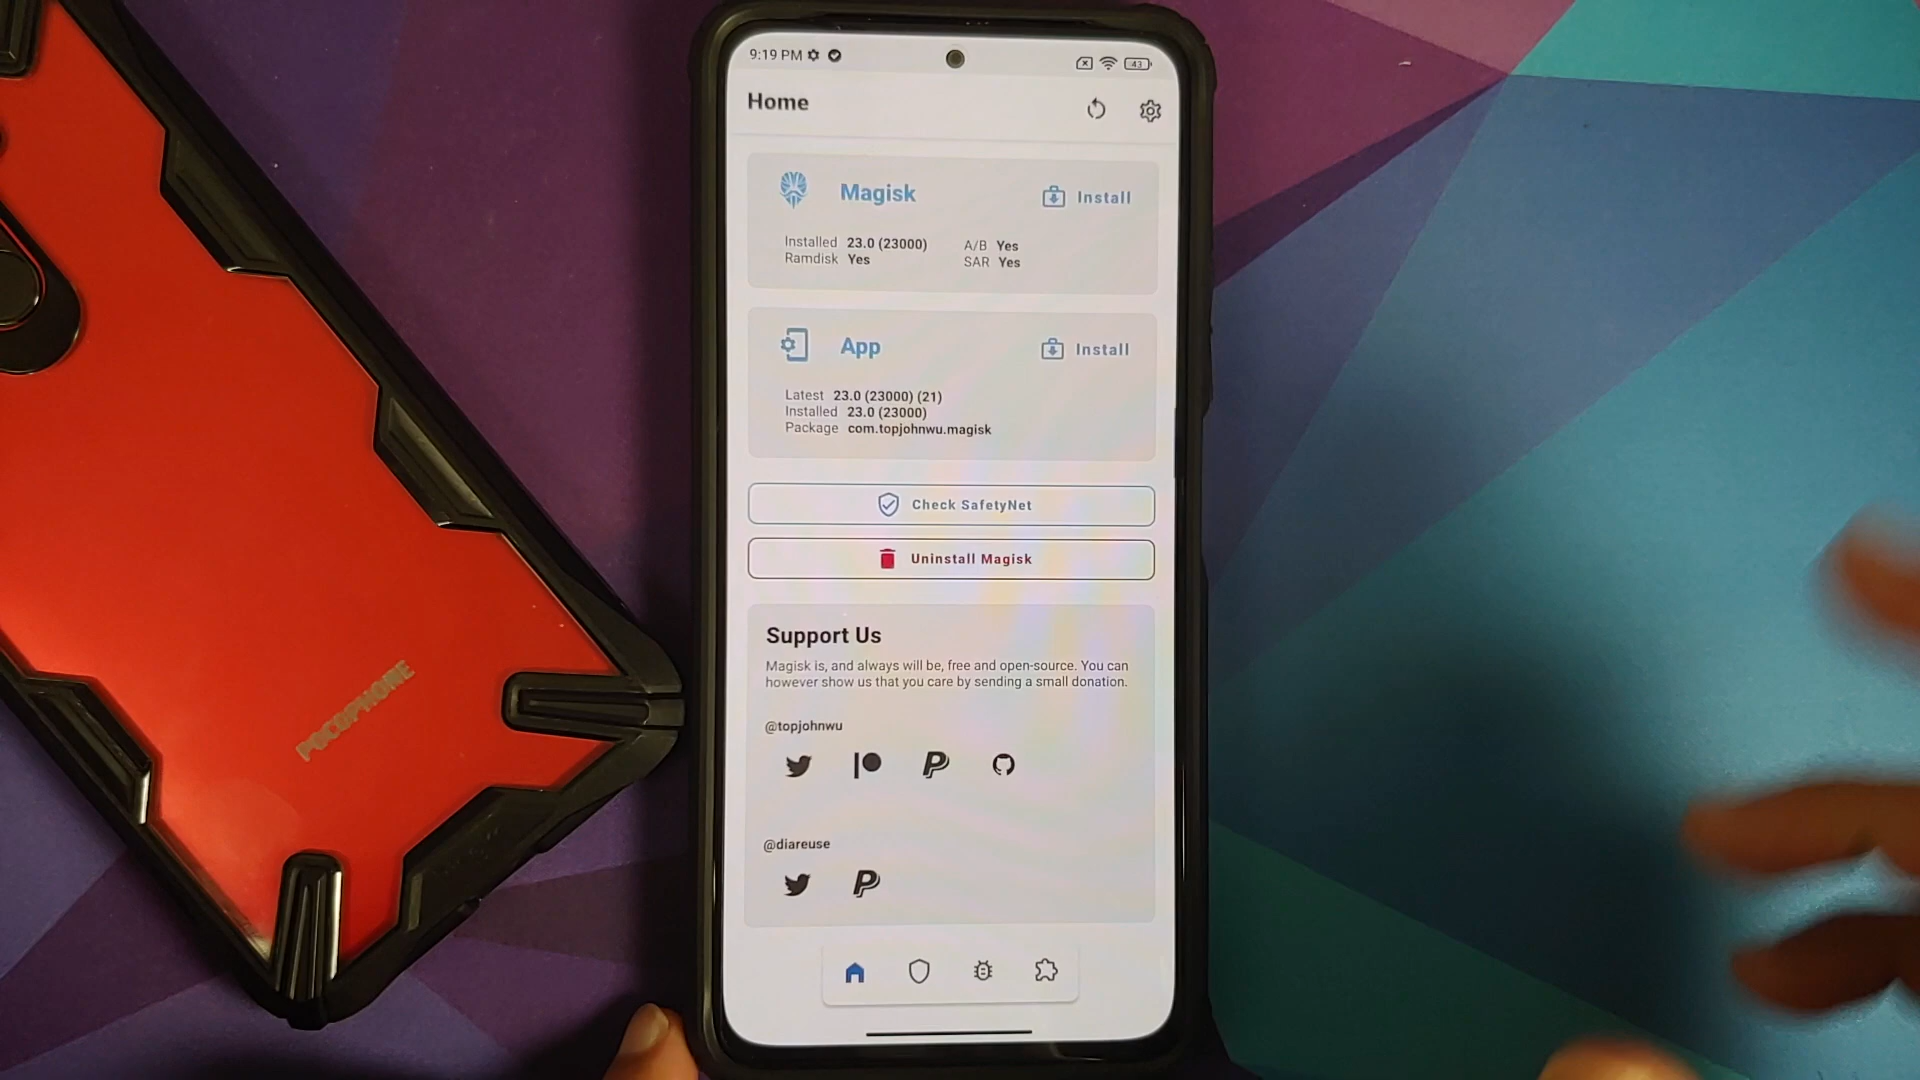 9:19 PM
43
Home
Magisk
Install
Installed 23.0 (23000)
A/B Yes
Ramdisk Yes
SAR Yes
App
Install
Latest 23.0 (23000) (21)
Installed 23.0 (23000)
Package com.topjohnwu.magisk
Check SafetyNet
Uninstall Magisk
Support Us
Magisk is, and always will be, free and open-source. You can
however show us that you care by sending a small donation.
@topjohnwu
@diareuse
POCOPHONE